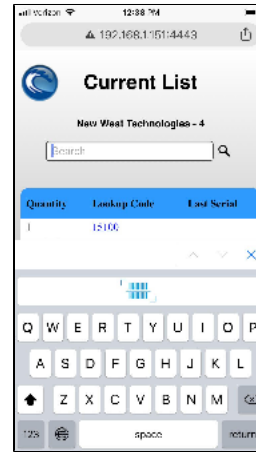 verizon 12:38 PM
192.168.1.151:4443
Current List
New West Technologies - 4
Search
Quantity Lookup Code Last Serial
1 15100
Q W E R T Y U I O P
A S D F G H J K L
Z X C V B N M
123 space return